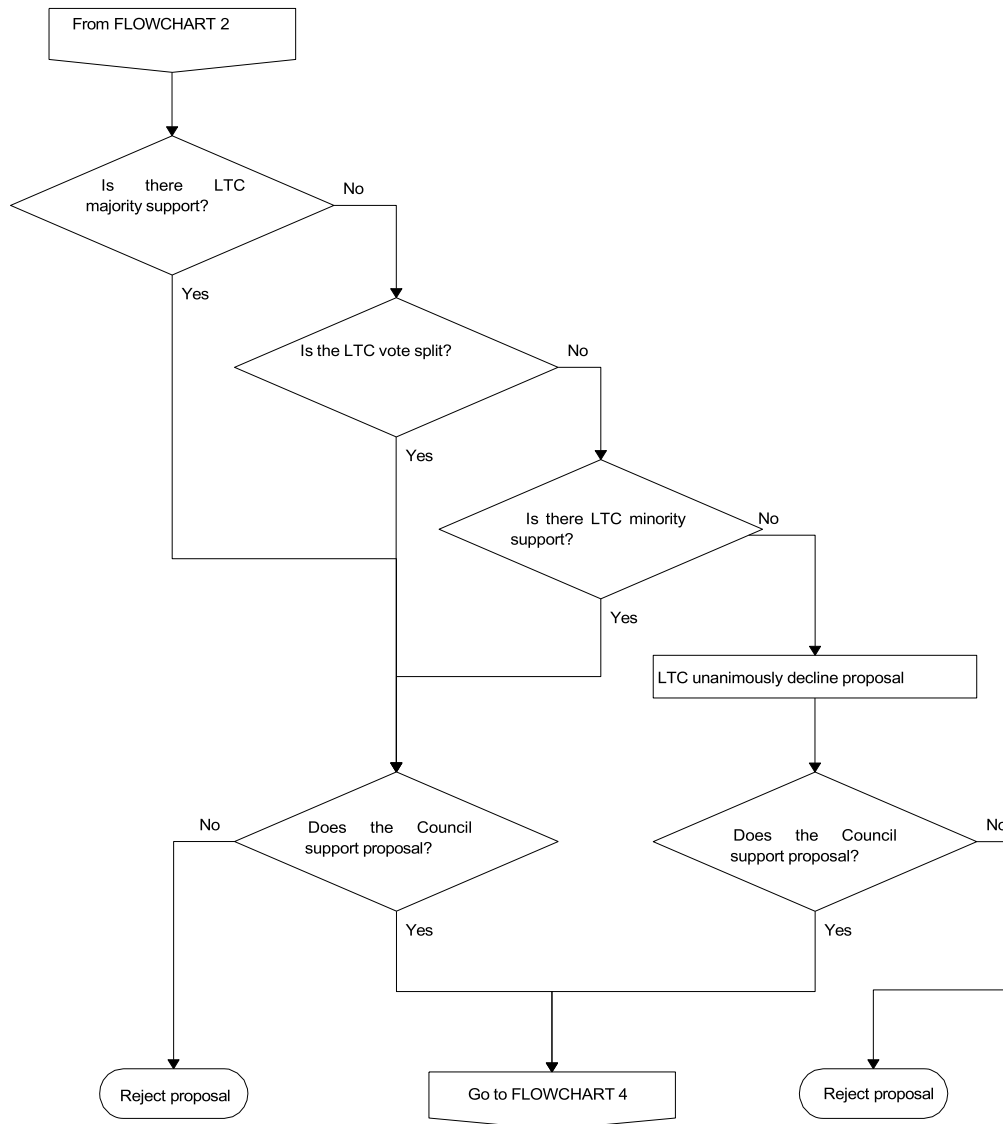 From FLOWCHART 2
Is there LTC
majority support?
No
Yes
Is the LTC vote split?
No
Yes
Is there LTC minority
support?
No
Yes
LTC unanimously decline proposal
Does the Council
support proposal?
No
Yes
Does the Council
support proposal?
No
Yes
Reject proposal
Go to FLOWCHART 4
Reject proposal